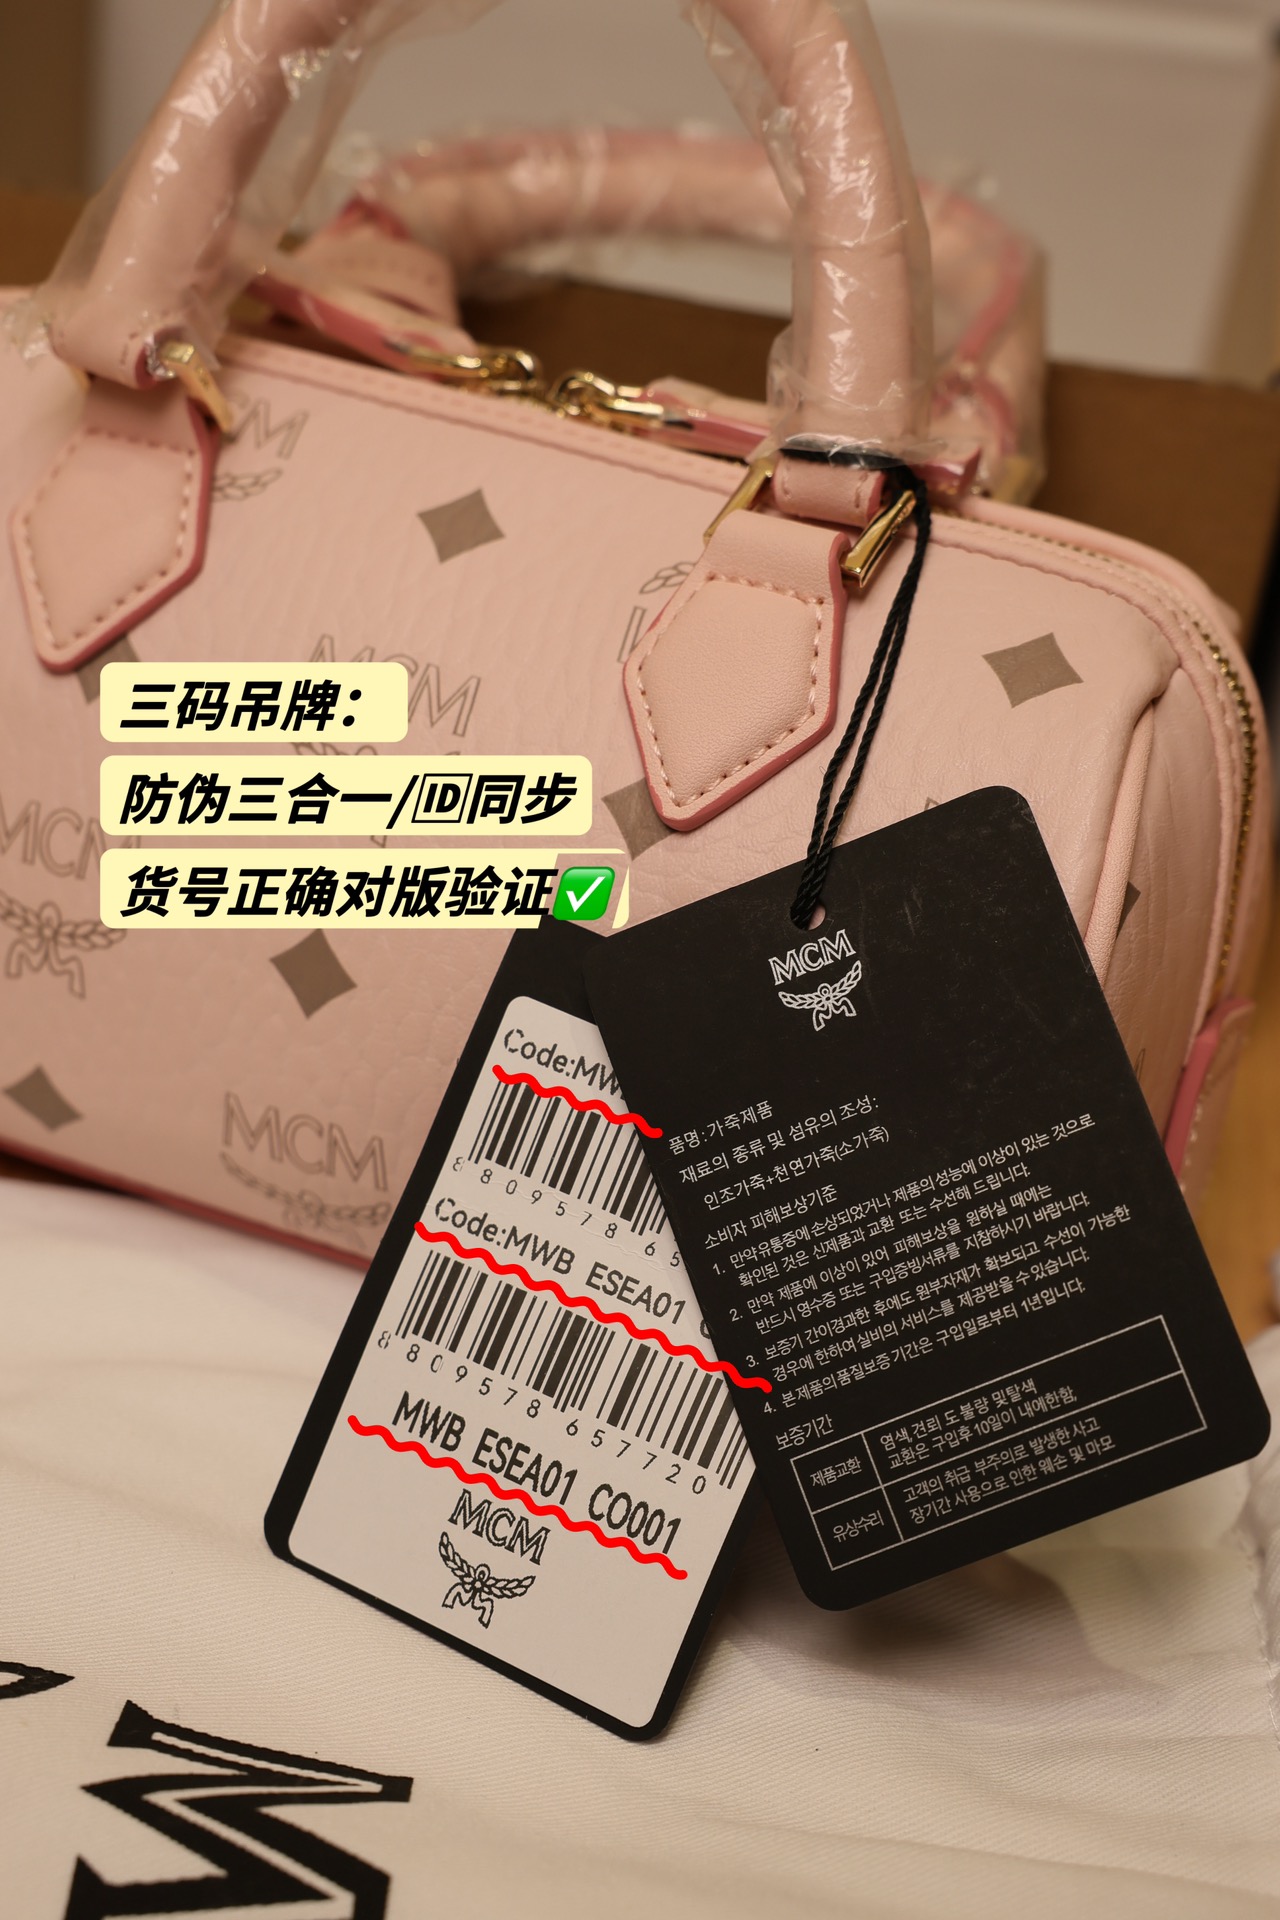 MCM
MCM
MCM
MCM
三码吊牌：
防伪三合一/🆔同步
货号正确对版验证✅
MCM
Code:MW
8 809578 65
Code:MWB ESEA01
8 809578 657720
MWB ESEA01 CO001
MCM
품명:가죽제품
재료의 종류 및 섬유의 조성:
인조가죽+천연가죽(소가죽)
소비자 피해보상기준
1. 만약유통중에손상되었거나 제품의성능에 이상이 있는 것으로
확인된 것은 신제품과 교환 또는 수선해 드립니다.
2. 만약 제품에 이상이 있어 피해보상을 원하실 때에는
반드시 영수증 또는 구입증빙서류를 지참하시기 바랍니다.
3. 보증기 간이경과한 후에도 원부자재가 확보되고 수선이 가능한
경우에 한하여 실비의 서비스를 제공받을 수 있습니다.
4. 본제품의품질보증기간은 구입일로부터 1년입니다.
보증기간
제품교환
염색,견뢰 도불량 및탈색
교환은 구입후 10일이 내에한함,
유상수리
고객의 취급 부주의로 발생한 사고
장기간 사용으로 인한 훼손 및 마모